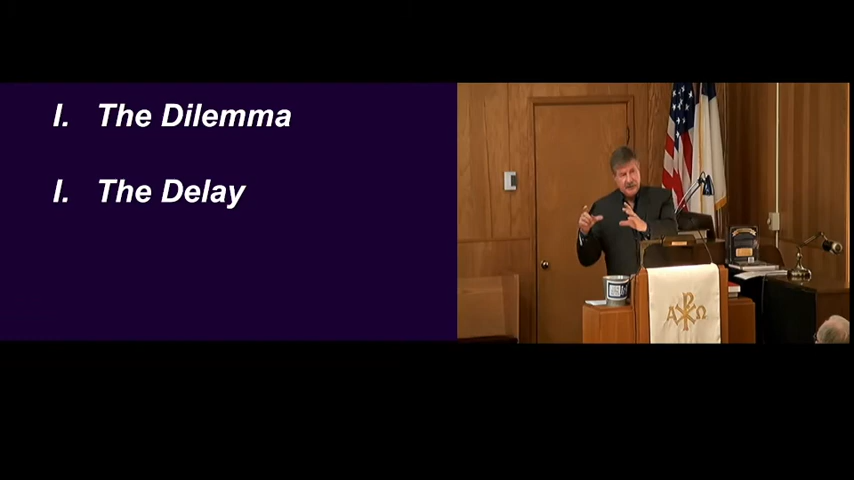 I. The Dilemma
I. The Delay
Α Ω